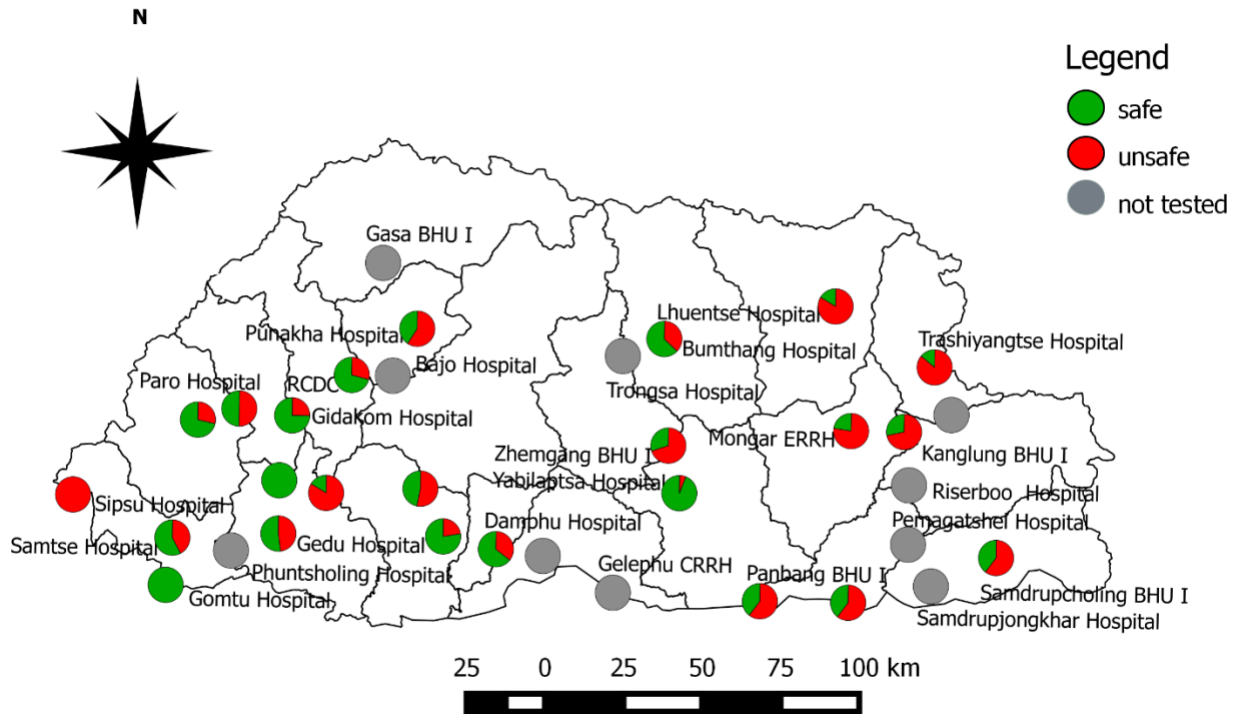 N
Legend
safe
unsafe
not tested
Gasa BHU I
Punakha Hospital
Bajo Hospital
Lhuentse Hospital
Bumthang Hospital
Trashiyangtse Hospital
Trongsa Hospital
Paro Hospital
RCDC
Gidakom Hospital
Mongar ERRH
Kanglung BHU I
Zhemgang BHU I
Yabilaptsa Hospital
Riserboo Hospital
Sipsu Hospital
Pemagatshel Hospital
Samtse Hospital
Gedu Hospital
Damphu Hospital
Phuntsholing Hospital
Gelephu CRRH
Panbang BHU I
Gomtu Hospital
Samdrupcholing BHU I
Samdrupjongkhar Hospital
25 0 25 50 75 100 km